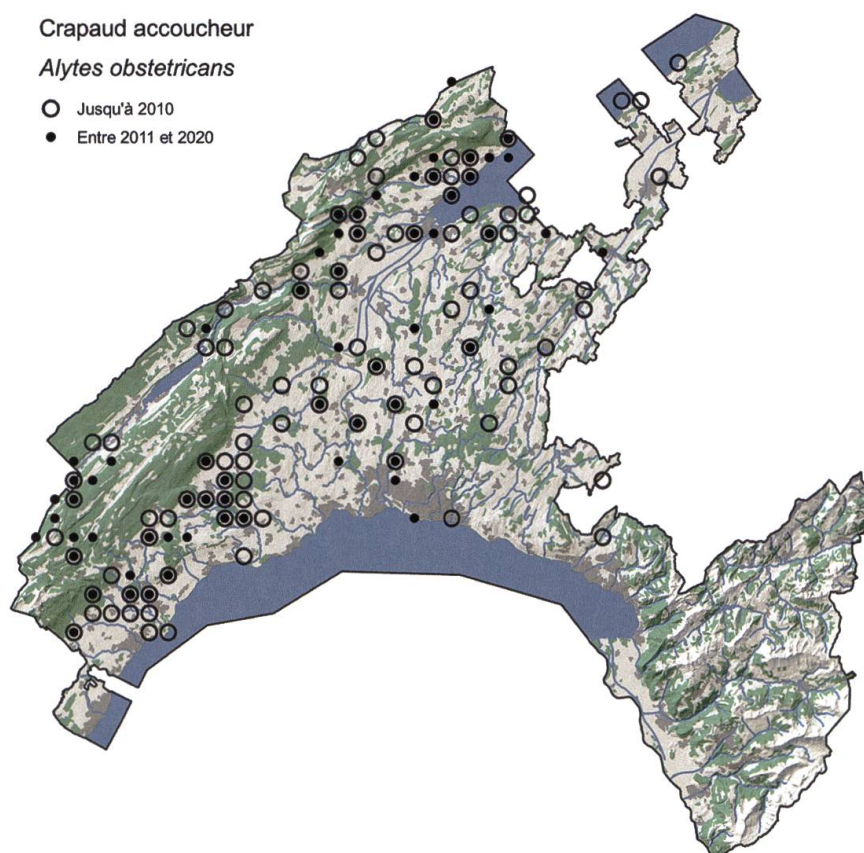 Crapaud accoucheur
Alytes obstetricans
Jusqu'à 2010
Entre 2011 et 2020